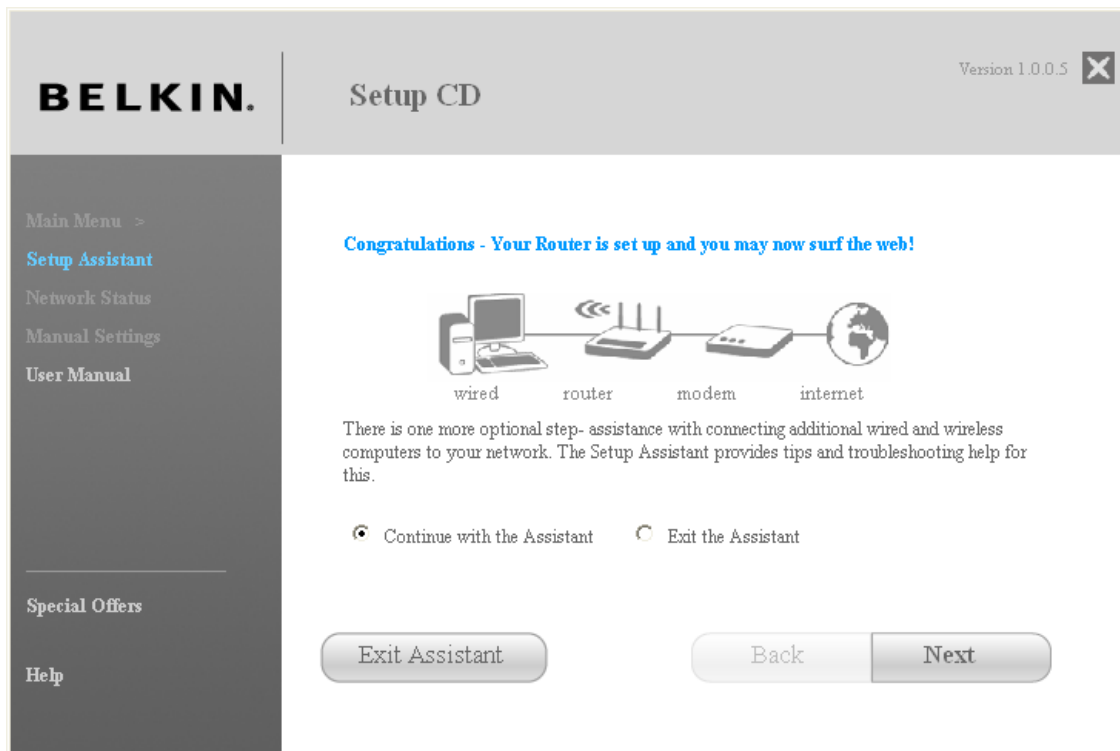 BELKIN.
Setup CD
Version 1.0.0.5
Main Menu >
Setup Assistant
Network Status
Manual Settings
User Manual
Special Offers
Help
Congratulations - Your Router is set up and you may now surf the web!
wired router modem internet
There is one more optional step- assistance with connecting additional wired and wireless
computers to your network. The Setup Assistant provides tips and troubleshooting help for
this.
Continue with the Assistant Exit the Assistant
Exit Assistant Back Next